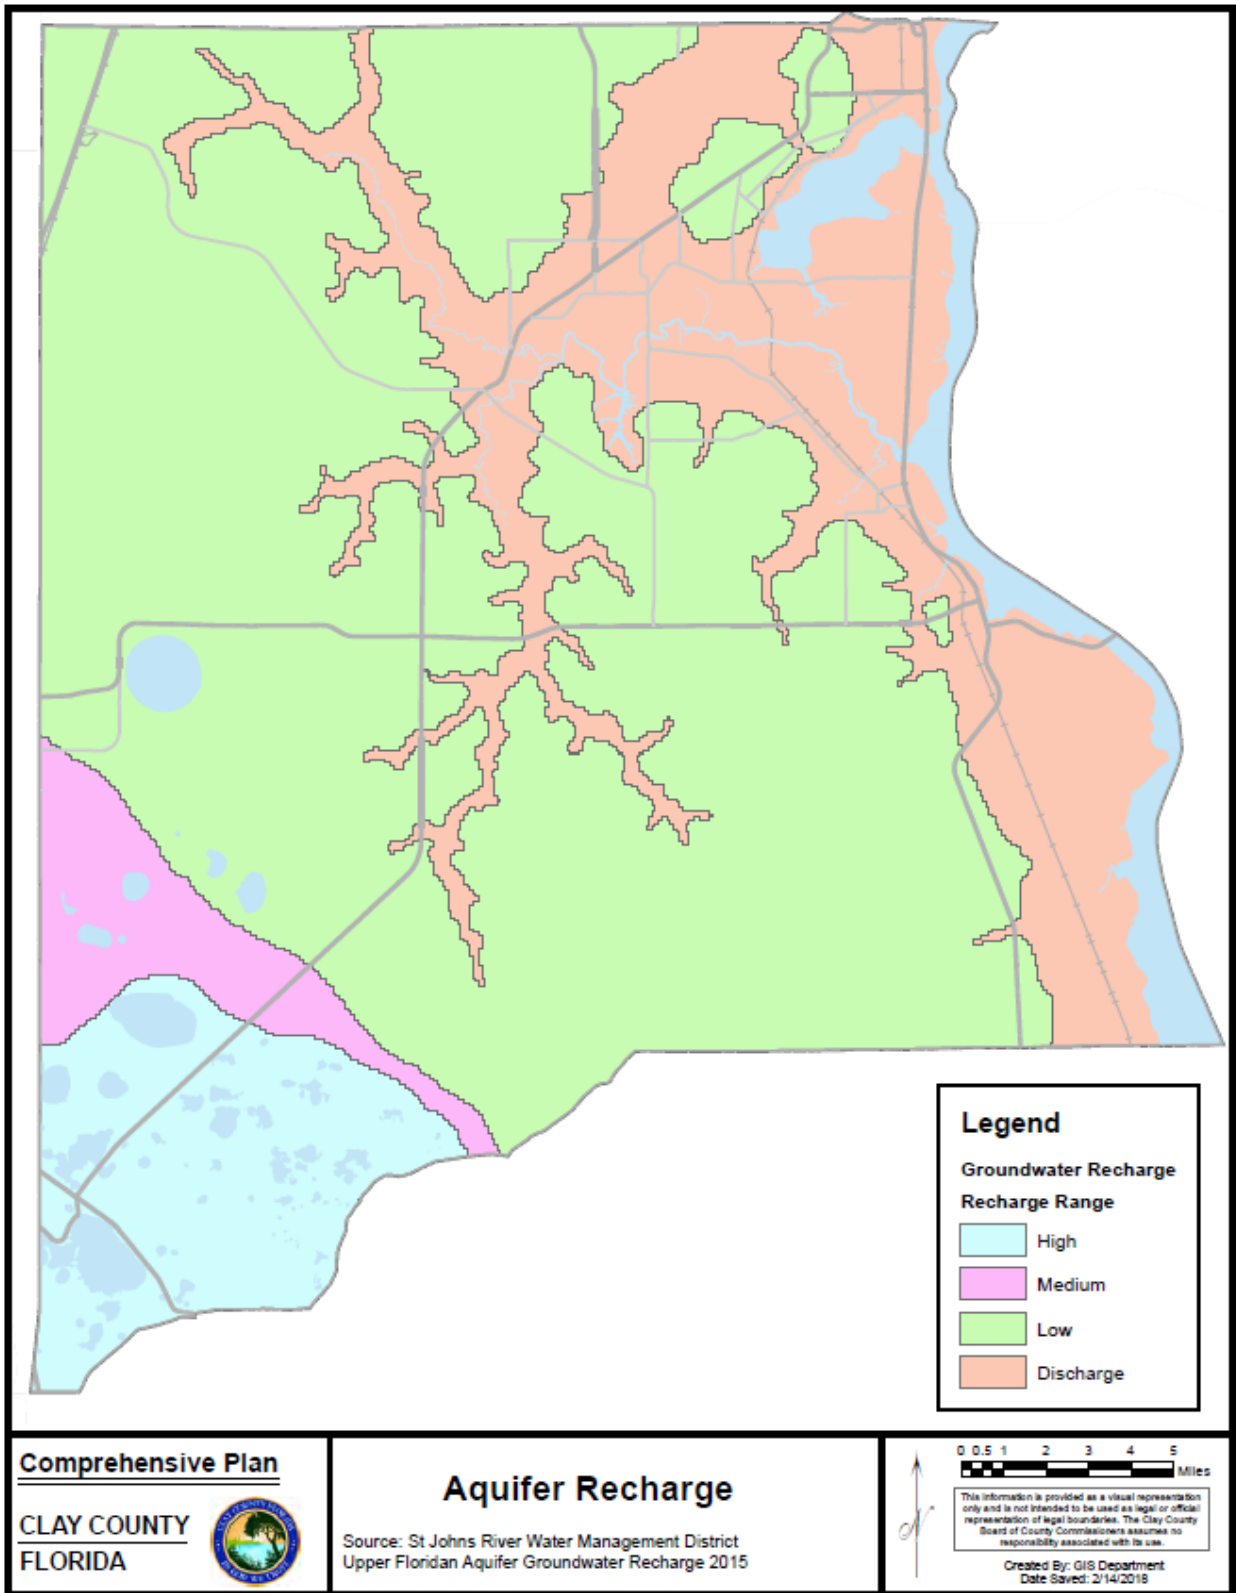 Legend
Groundwater Recharge
Recharge Range
High
Medium
Low
Discharge
Comprehensive Plan
CLAY COUNTY
FLORIDA
Aquifer Recharge
Source: St Johns River Water Management District
Upper Floridan Aquifer Groundwater Recharge 2015
0 0.5 1 2 3 4 5
Miles
This information is provided as a visual representation
only and is not intended to be used as legal or official
representation of legal boundaries. The Clay County
Board of County Commissioners assumes no
responsibility associated with its use.
Created By: GIS Department
Date Saved: 2/14/2018